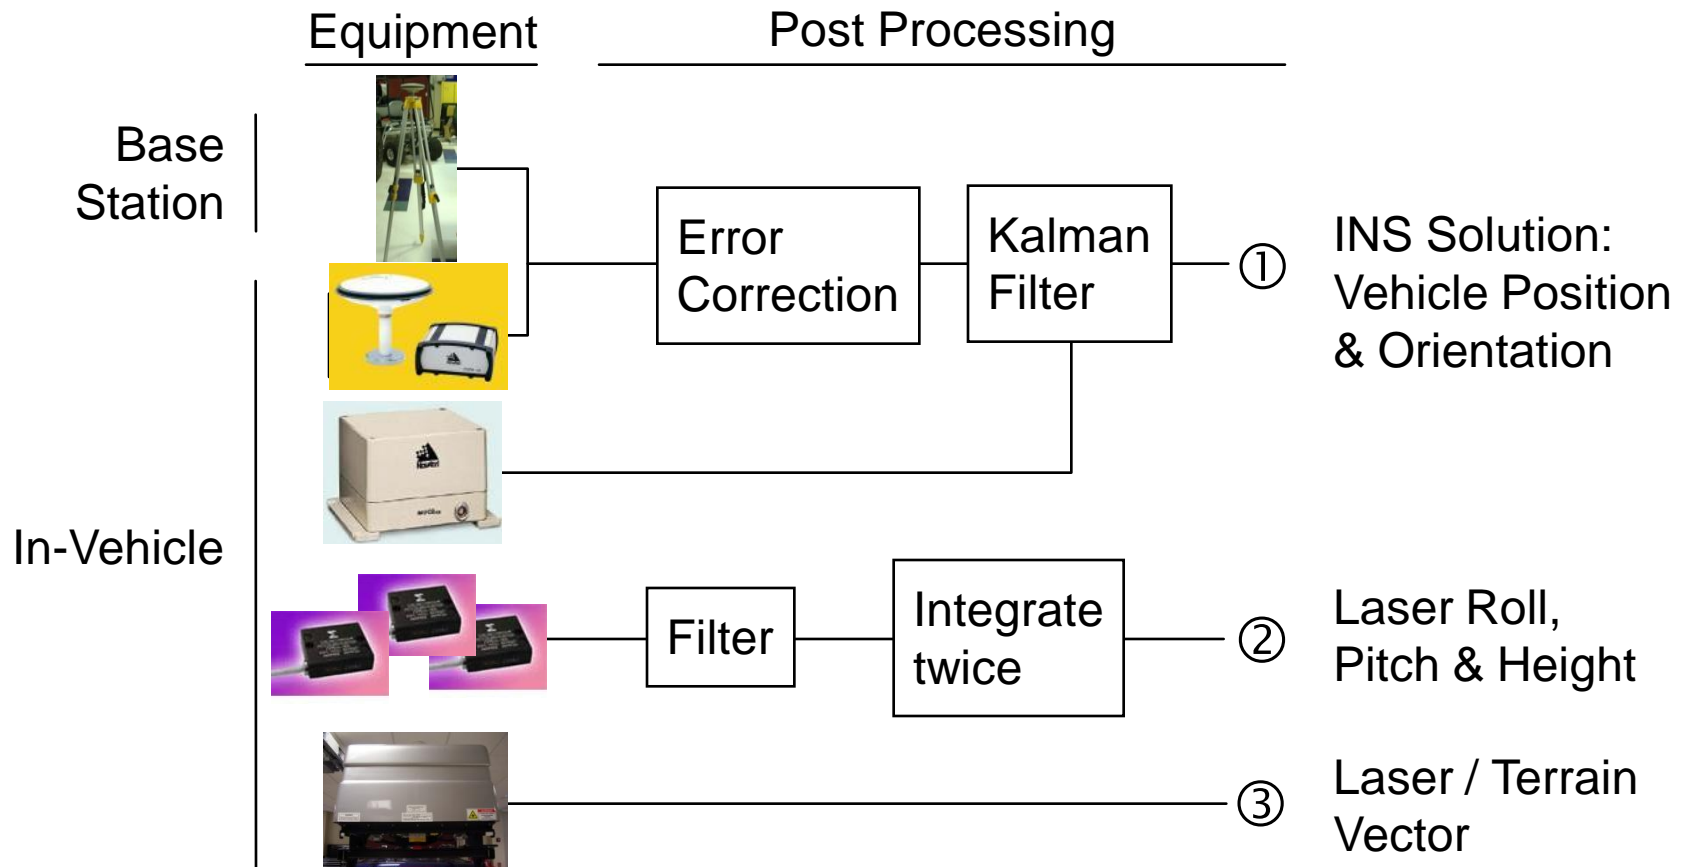 Equipment
Post Processing
Base
Station
Error
Correction
Kalman
Filter
①
INS Solution:
Vehicle Position
& Orientation
In-Vehicle
Filter
Integrate
twice
②
Laser Roll,
Pitch & Height
③
Laser / Terrain
Vector